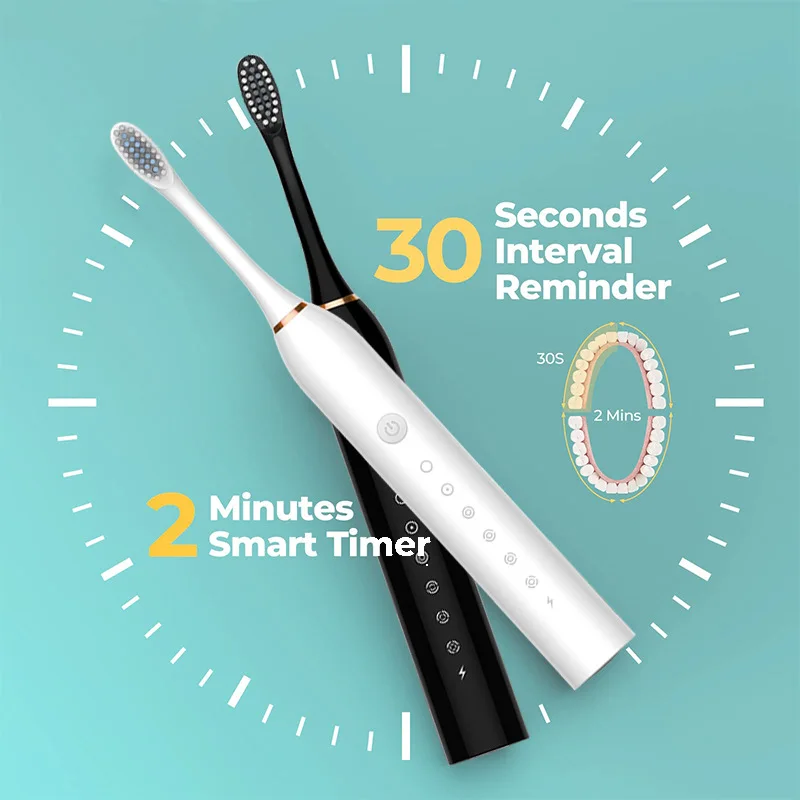 30
Seconds
Interval
Reminder
30S
2 Mins
2
Minutes
Smart Timer